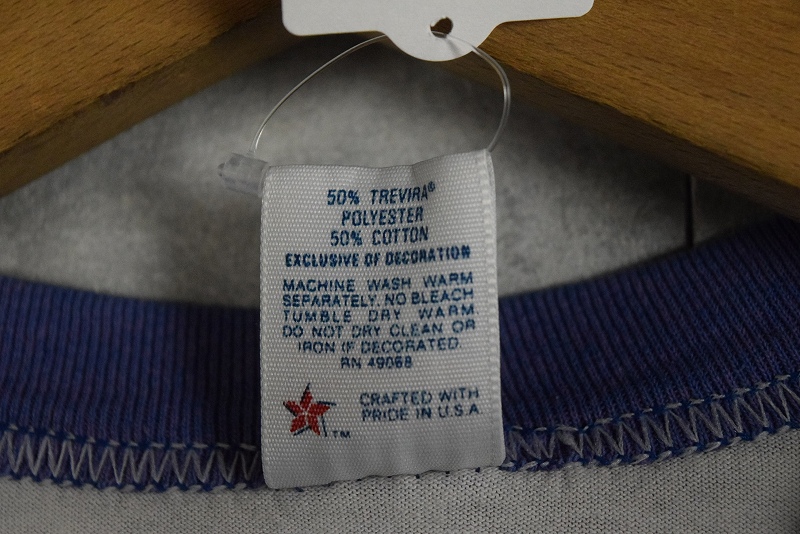 50% TREVIRA®
POLYESTER
50% COTTON
EXCLUSIVE OF DECORATION
MACHINE WASH WARM
SEPARATELY. NO BLEACH
TUMBLE DRY WARM.
DO NOT DRY CLEAN OR
IRON IF DECORATED.
RN 49068
CRAFTED WITH
PRIDE IN U.S.A.
TM